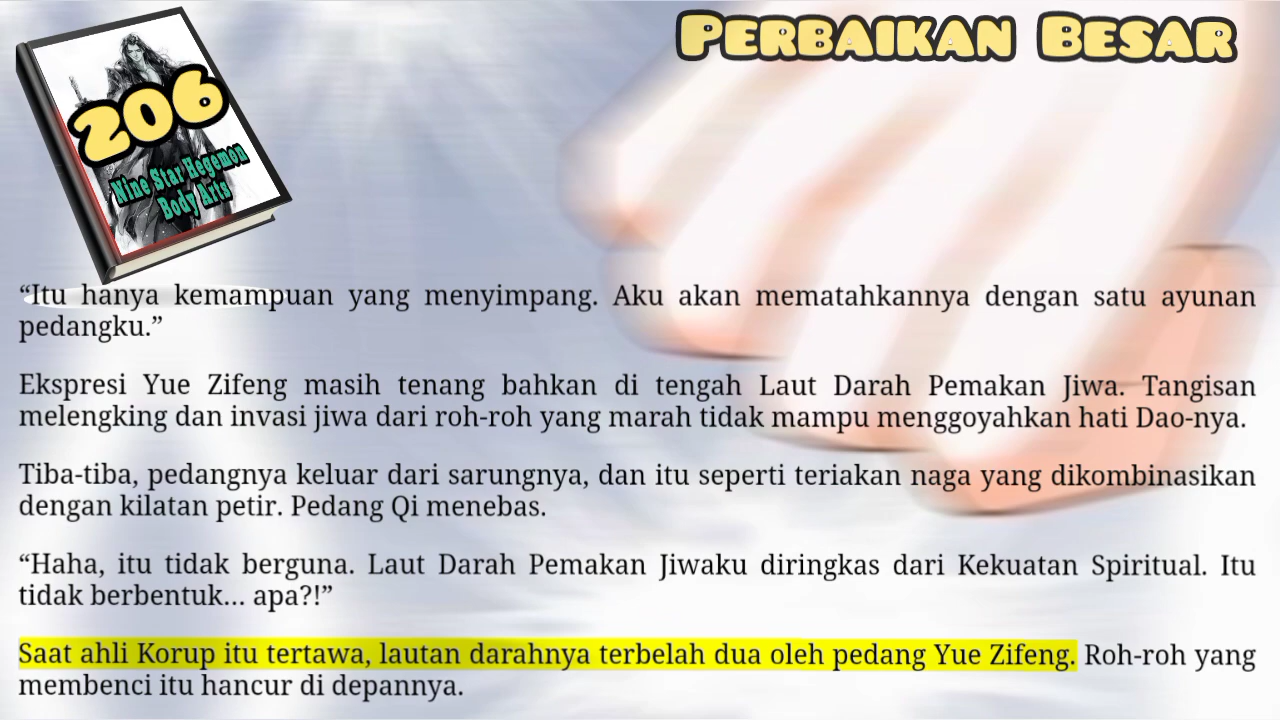 PERBAIKAN BESAR
206
Nine Star Hegemon
Body Arts
“Itu hanya kemampuan yang menyimpang. Aku akan mematahkannya dengan satu ayunan
pedangku.”
Ekspresi Yue Zifeng masih tenang bahkan di tengah Laut Darah Pemakan Jiwa. Tangisan
melengking dan invasi jiwa dari roh-roh yang marah tidak mampu menggoyahkan hati Dao-nya.
Tiba-tiba, pedangnya keluar dari sarungnya, dan itu seperti teriakan naga yang dikombinasikan
dengan kilatan petir. Pedang Qi menebas.
“Haha, itu tidak berguna. Laut Darah Pemakan Jiwaku diringkas dari Kekuatan Spiritual. Itu
tidak berbentuk... apa?!”
Saat ahli Korup itu tertawa, lautan darahnya terbelah dua oleh pedang Yue Zifeng. Roh-roh yang
membenci itu hancur di depannya.